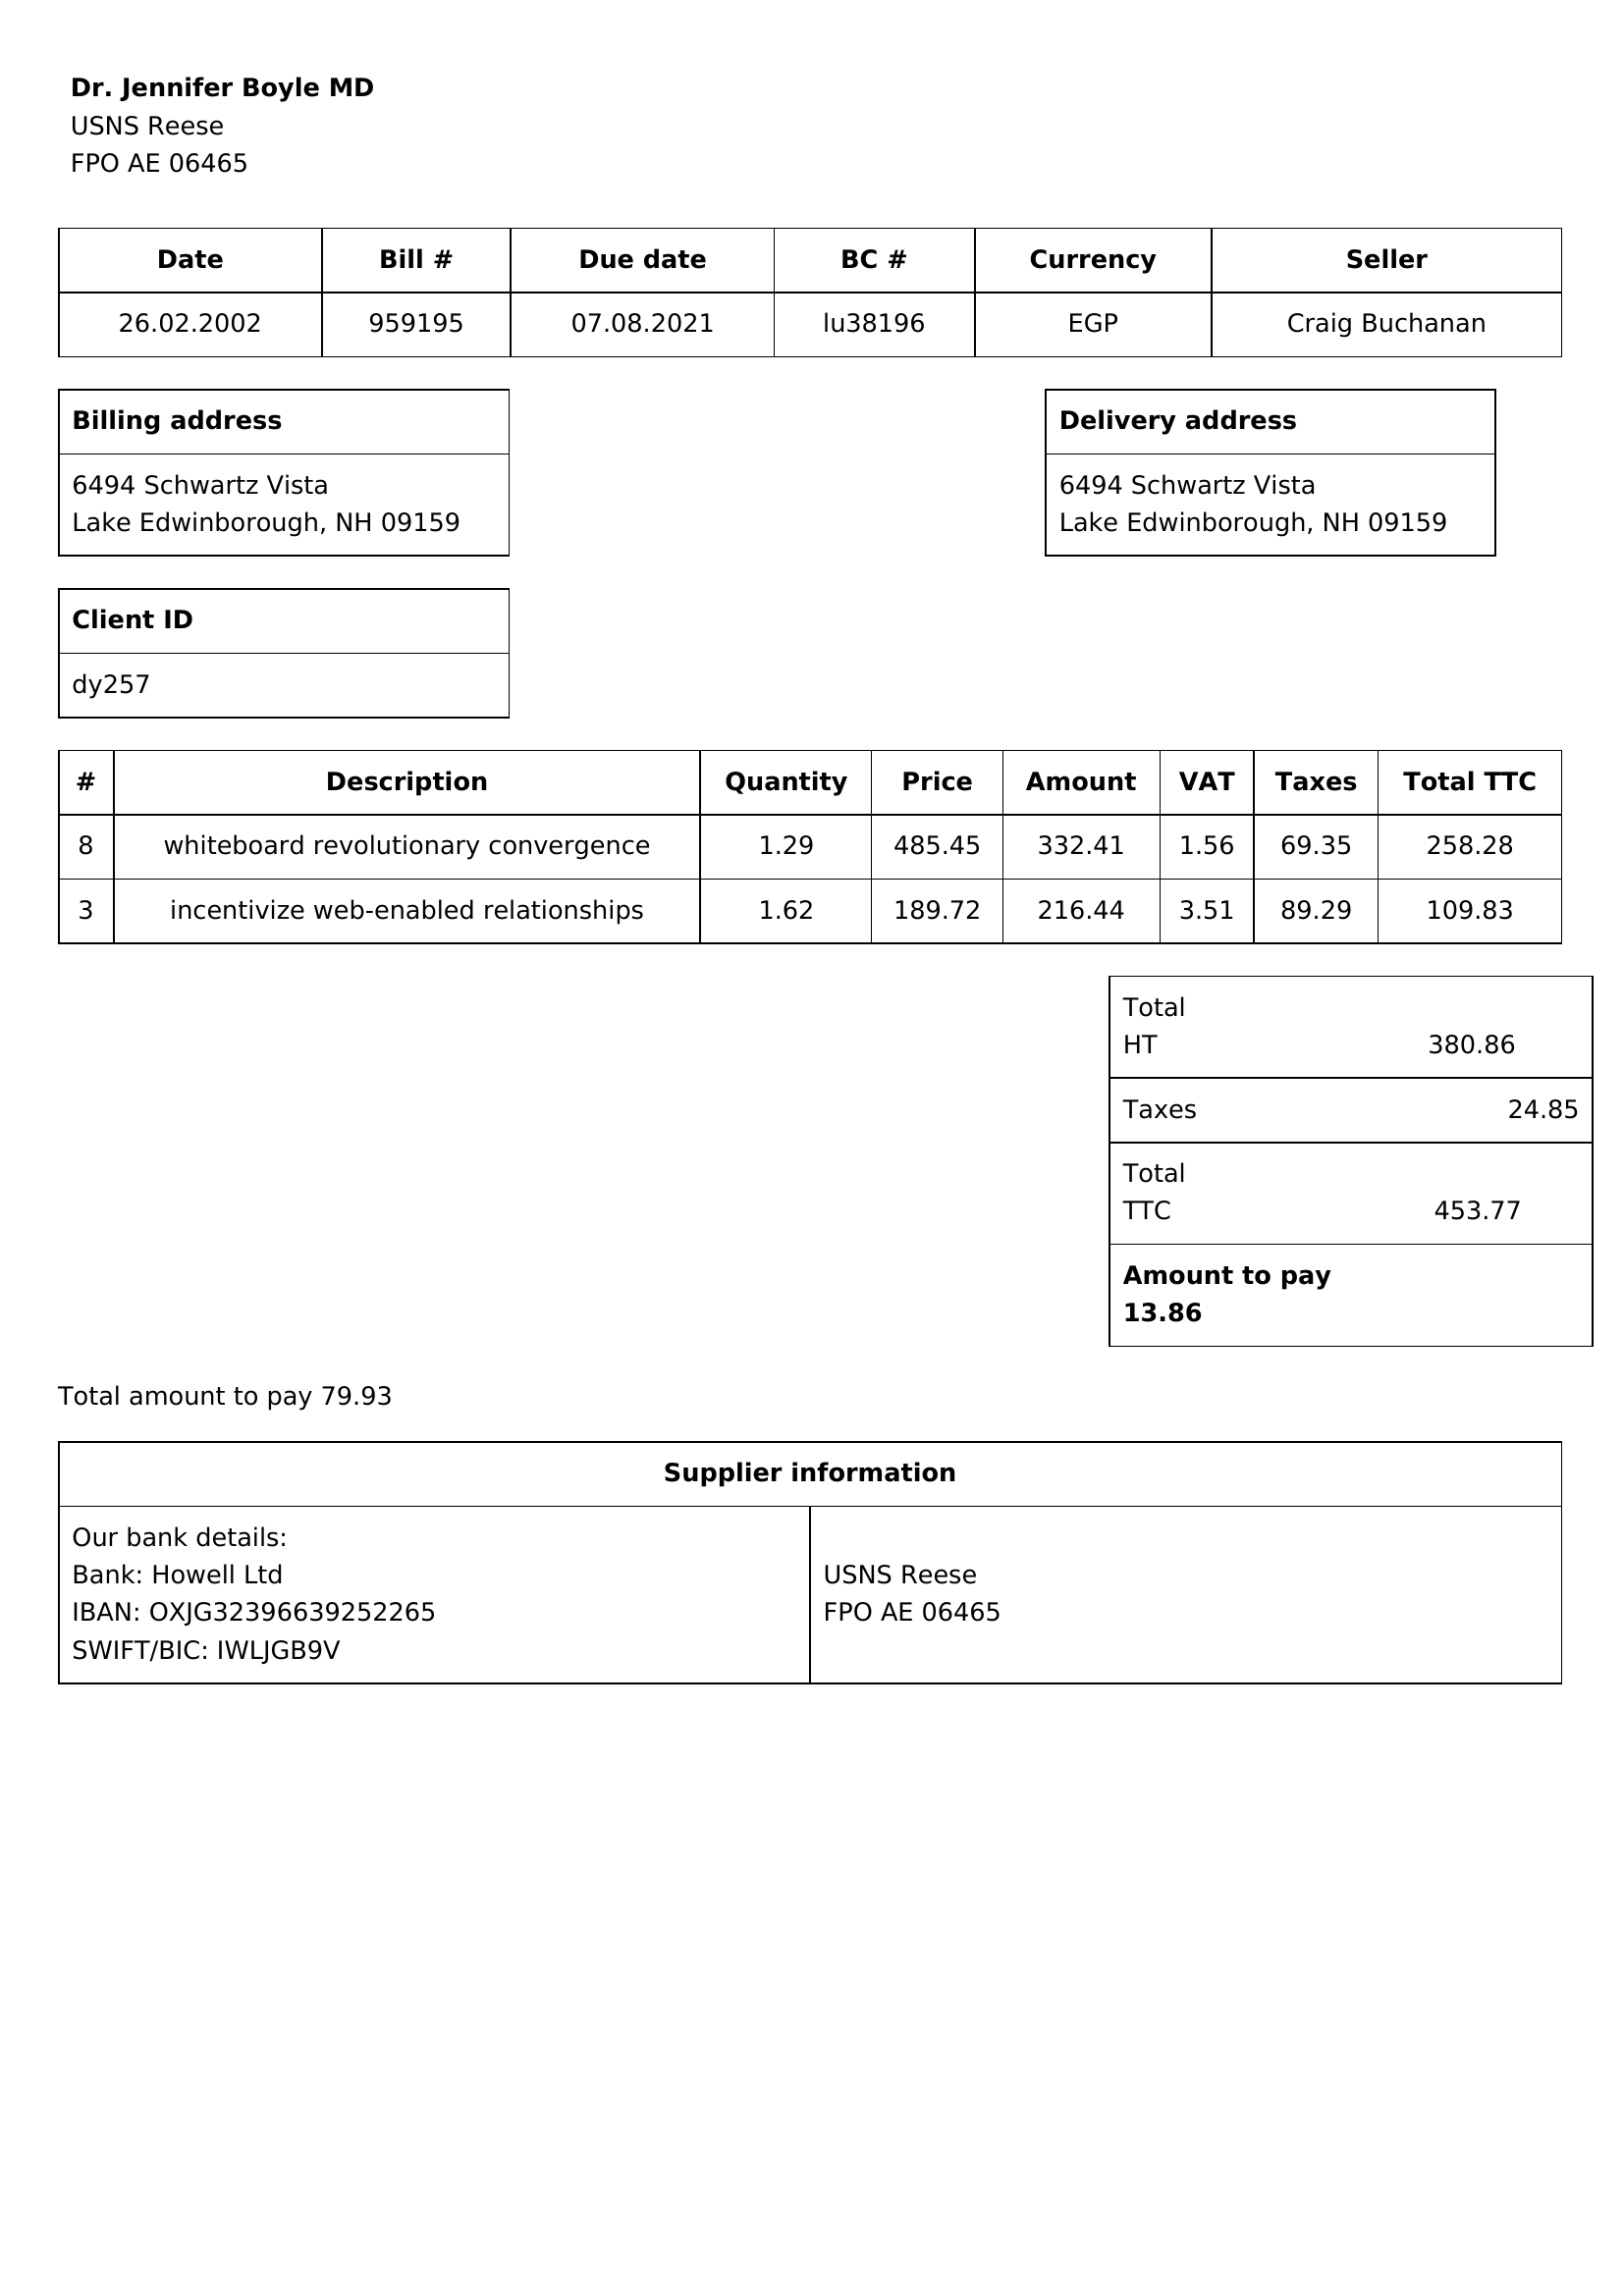 Dr. Jennifer Boyle MD
USNS Reese
FPO AE 06465
Date Bill # Due date BC # Currency Seller
26.02.2002 959195 07.08.2021 lu38196 EGP Craig Buchanan
Billing address
6494 Schwartz Vista
Lake Edwinborough, NH 09159
Delivery address
6494 Schwartz Vista
Lake Edwinborough, NH 09159
Client ID
dy257
# Description Quantity Price Amount VAT Taxes Total TTC
8 whiteboard revolutionary convergence 1.29 485.45 332.41 1.56 69.35 258.28
3 incentivize web-enabled relationships 1.62 189.72 216.44 3.51 89.29 109.83
Total
HT 380.86
Taxes 24.85
Total
TTC 453.77
Amount to pay
13.86
Total amount to pay 79.93
Supplier information
Our bank details:
Bank: Howell Ltd
IBAN: OXJG32396639252265
SWIFT/BIC: IWLJGB9V
USNS Reese
FPO AE 06465